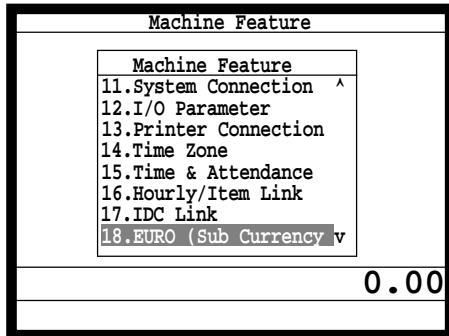 Machine Feature
Machine Feature
11.System Connection ^
12.I/O Parameter
13.Printer Connection
14.Time Zone
15.Time & Attendance
16.Hourly/Item Link
17.IDC Link
18.EURO (Sub Currency v
0.00